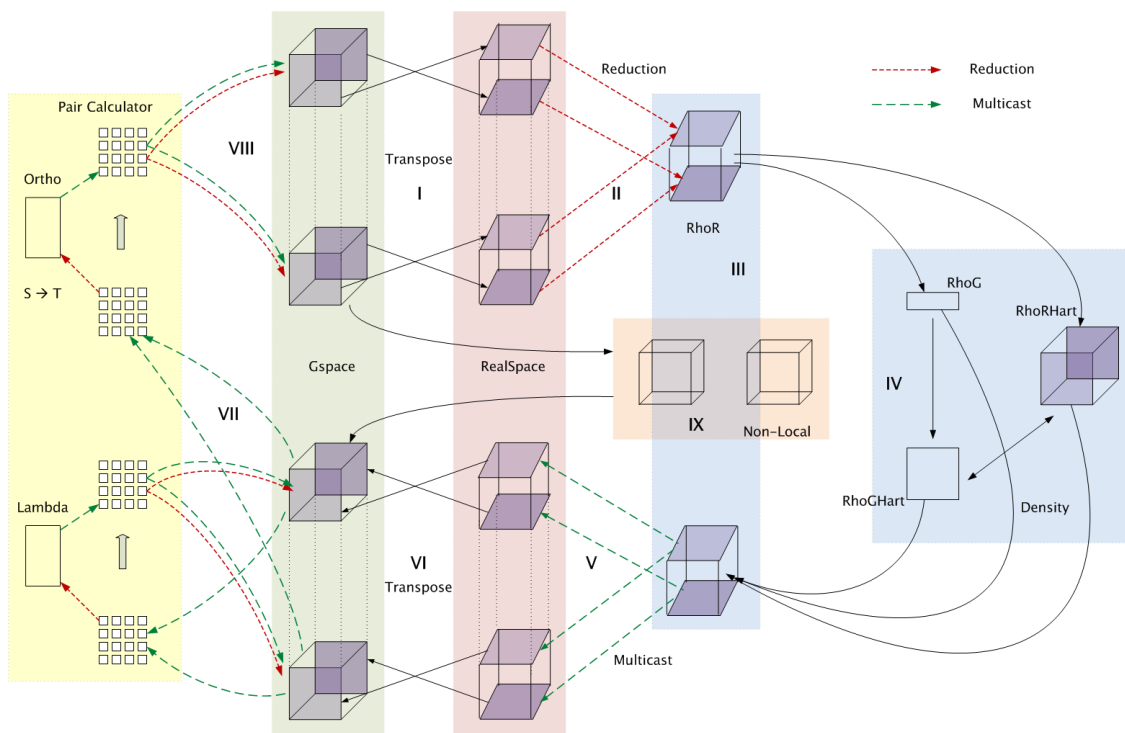 Reduction
Reduction
Multicast
Pair Calculator
VIII
Transpose
I
II
Ortho
RhoR
III
S → T
RhoG
RhoRHart
Gspace
RealSpace
IV
VII
IX
Non-Local
Lambda
RhoGHart
Density
VI
V
Transpose
Multicast